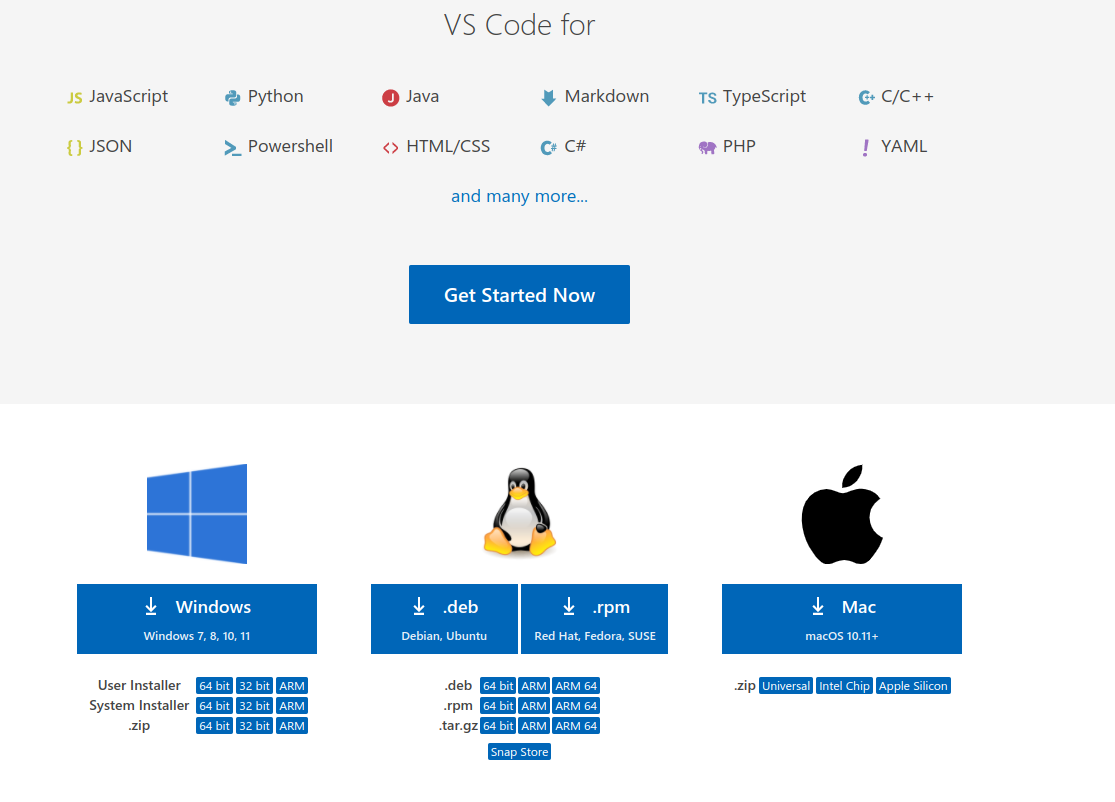 VS Code for
JS JavaScript Python J Java Markdown TS TypeScript C++ C/C++
{ } JSON Powershell <> HTML/CSS C# C# PHP ! YAML
and many more...
Get Started Now
Windows .deb .rpm Mac
Windows 7, 8, 10, 11 Debian, Ubuntu Red Hat, Fedora, SUSE macOS 10.11+
User Installer 64 bit 32 bit ARM .deb 64 bit ARM ARM 64 .zip Universal Intel Chip Apple Silicon
System Installer 64 bit 32 bit ARM .rpm 64 bit ARM ARM 64
.zip 64 bit 32 bit ARM .tar.gz 64 bit ARM ARM 64
Snap Store